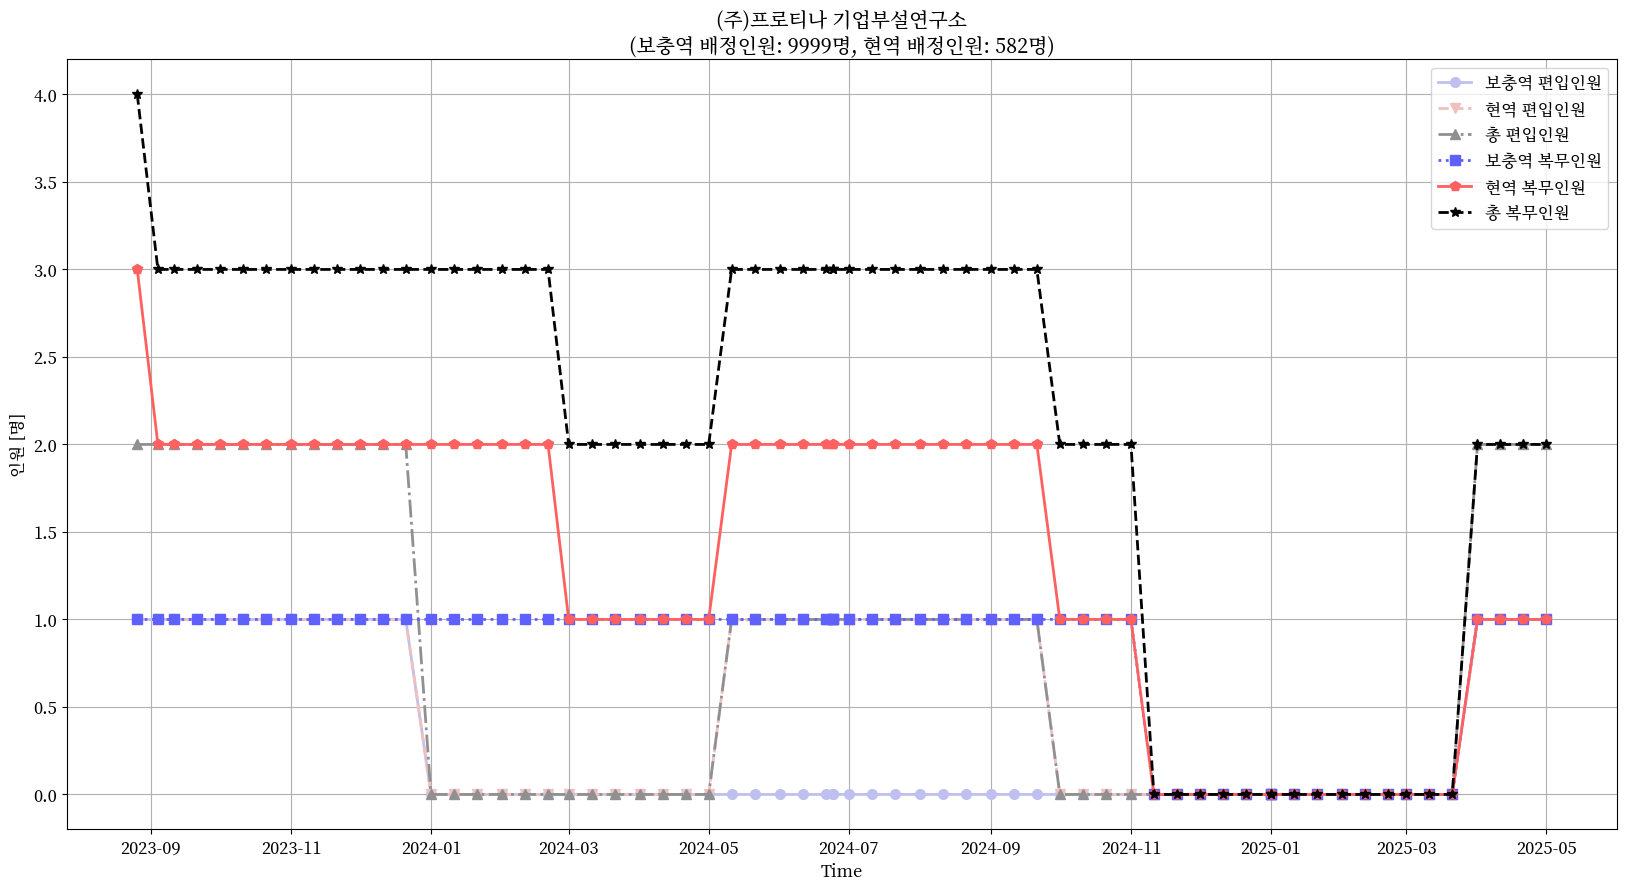 (주)프로티나 기업부설연구소
(보충역 배정인원: 9999명, 현역 배정인원: 582명)
보충역 편입인원
현역 편입인원
총 편입인원
보충역 복무인원
현역 복무인원
총 복무인원
인원 [명]
4.0
3.5
3.0
2.5
2.0
1.5
1.0
0.5
0.0
2023-09 2023-11 2024-01 2024-03 2024-05 2024-07 2024-09 2024-11 2025-01 2025-03 2025-05
Time